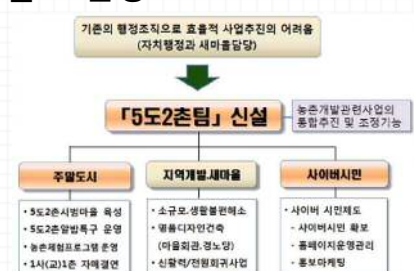 기존의 행정조직으로 효율적 사업추진의 어려움
(자치행정과 새마을담당)
「5도2촌팀」 신설
농촌개발관련사업의
통합추진 및 조정기능
주말도시
• 5도2촌시범마을 육성
• 5도2촌알밤특구 운영
• 농촌체험프로그램 운영
• 1사(교)1촌 자매결연
지역개발.새마을
• 소규모.생활불편해소
• 명품디자인건축
(마을회관.경노당)
• 신활력/전원회귀사업
사이버시민
• 사이버 시민제도
- 사이버시민 확보
- 홈페이지운영관리
- 홍보마케팅